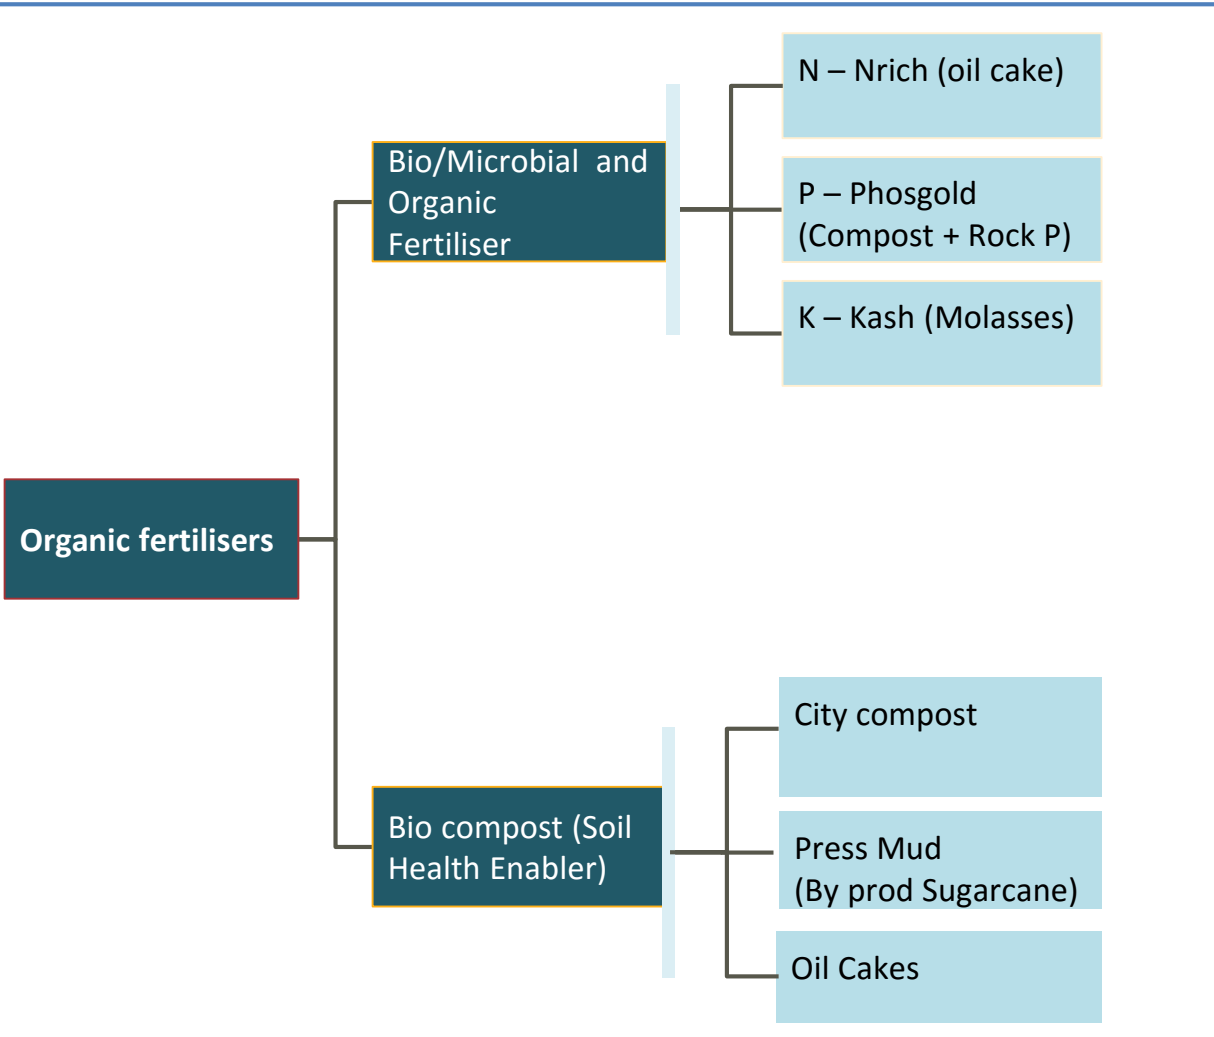 N – Nrich (oil cake)
Bio/Microbial and
Organic
Fertiliser
P – Phosgold
(Compost + Rock P)
K – Kash (Molasses)
Organic fertilisers
City compost
Bio compost (Soil
Health Enabler)
Press Mud
(By prod Sugarcane)
Oil Cakes